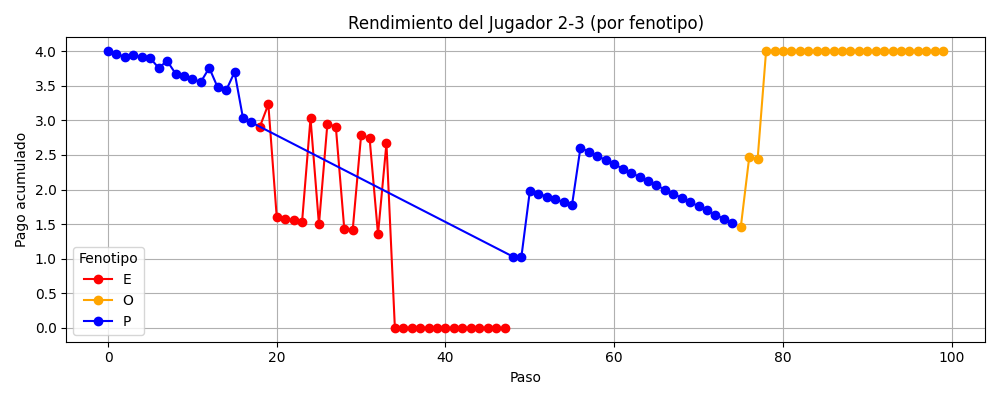 Rendimiento del Jugador 2-3 (por fenotipo)
Pago acumulado
4.0
3.5
3.0
2.5
2.0
1.5
1.0
0.5
0.0
Fenotipo
E
O
P
0 20 40 60 80 100
Paso